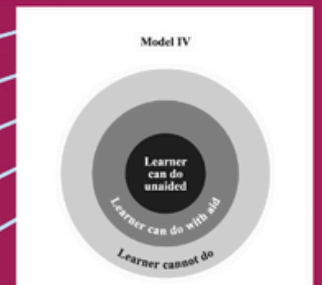 Model IV
Learner
can do
unaided
Learner can do with aid
Learner cannot do